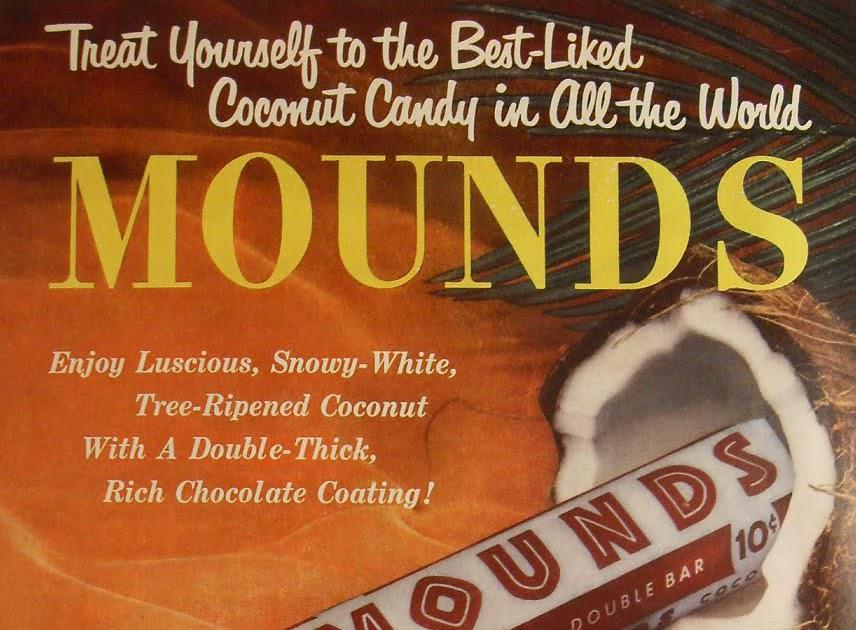 Treat Yourself to the Best-Liked
Coconut Candy in All the World
MOUNDS
Enjoy Luscious, Snowy-White,
Tree-Ripened Coconut
With A Double-Thick,
Rich Chocolate Coating!
MOUNDS
DOUBLE BAR
10¢